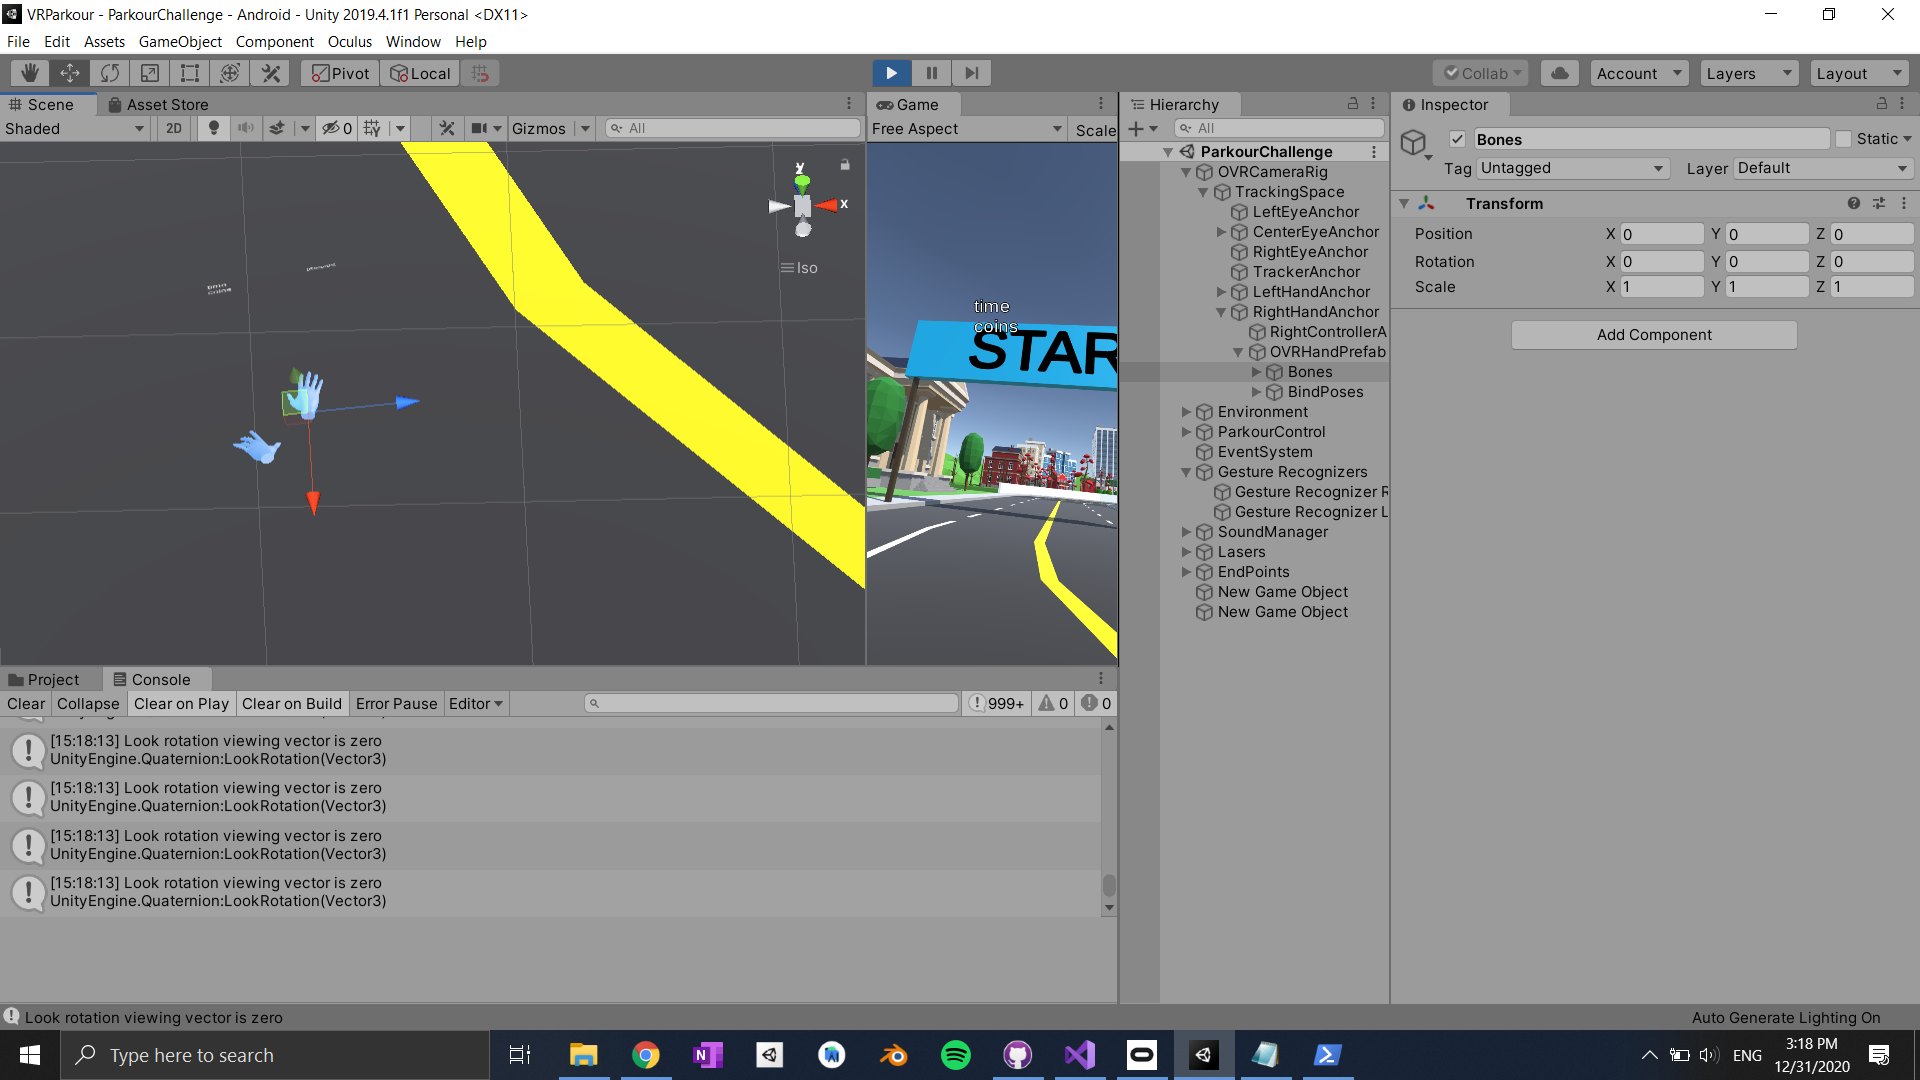 VRParkour - ParkourChallenge - Android - Unity 2019.4.1f1 Personal <DX11>
File Edit Assets GameObject Component Oculus Window Help
Pivot Local Collab Account Layers Layout
Scene Asset Store
Shaded 2D 0 Gizmos All
y
x
Iso
Game
Free Aspect Scale
time
coins
STAR
Hierarchy
All
ParkourChallenge
OVRCameraRig
TrackingSpace
LeftEyeAnchor
CenterEyeAnchor
RightEyeAnchor
TrackerAnchor
LeftHandAnchor
RightHandAnchor
RightControllerA
OVRHandPrefab
Bones
BindPoses
Environment
ParkourControl
EventSystem
Gesture Recognizers
Gesture Recognizer R
Gesture Recognizer L
SoundManager
Lasers
EndPoints
New Game Object
New Game Object
Inspector
Bones Static
Tag Untagged Layer Default
Transform
Position X 0 Y 0 Z 0
Rotation X 0 Y 0 Z 0
Scale X 1 Y 1 Z 1
Add Component
Project Console
Clear Collapse Clear on Play Clear on Build Error Pause Editor 999+ 0 0
[15:18:13] Look rotation viewing vector is zero
UnityEngine.Quaternion:LookRotation(Vector3)
[15:18:13] Look rotation viewing vector is zero
UnityEngine.Quaternion:LookRotation(Vector3)
[15:18:13] Look rotation viewing vector is zero
UnityEngine.Quaternion:LookRotation(Vector3)
[15:18:13] Look rotation viewing vector is zero
UnityEngine.Quaternion:LookRotation(Vector3)
Look rotation viewing vector is zero
Auto Generate Lighting On
Type here to search
ENG
3:18 PM
12/31/2020